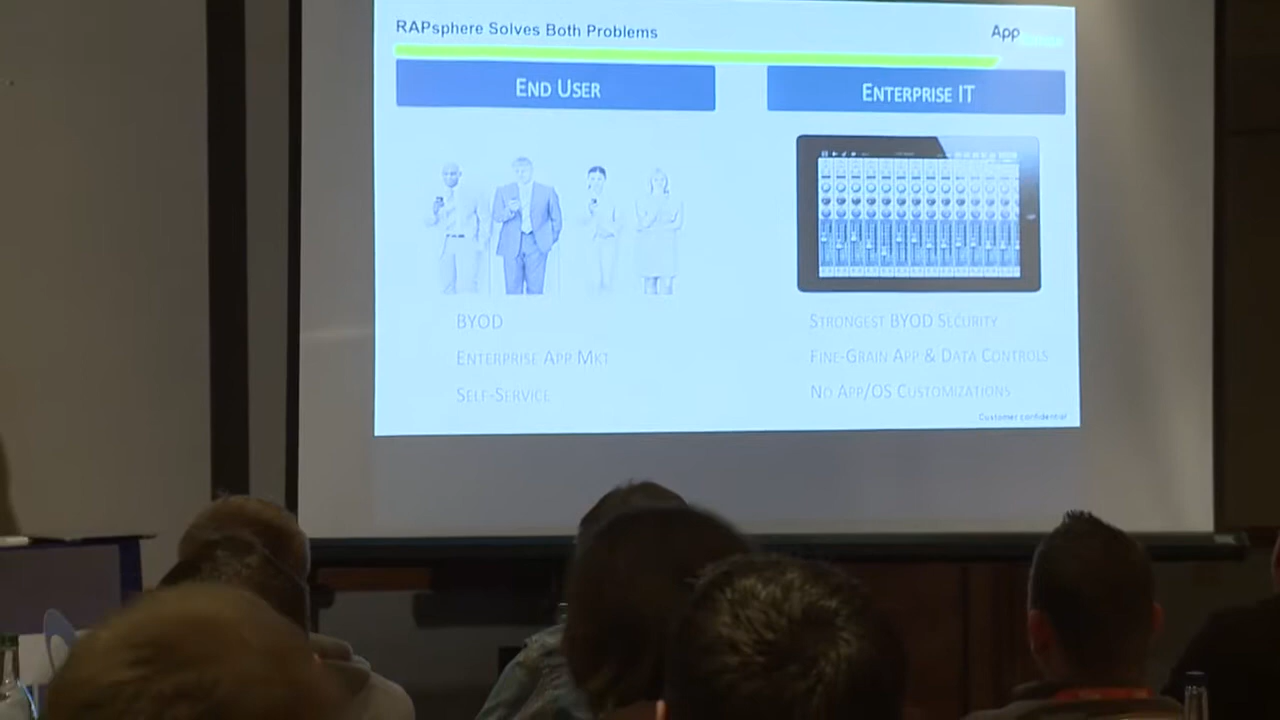 RAPsphere Solves Both Problems
App
END USER
BYOD
ENTERPRISE APP MKT
SELF-SERVICE
ENTERPRISE IT
STRONGEST BYOD SECURITY
FINE-GRAIN APP & DATA CONTROLS
NO APP/OS CUSTOMIZATIONS
Customer confidential